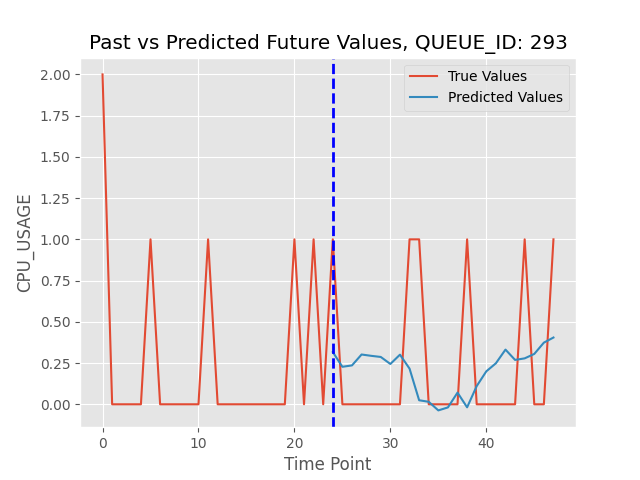 Past vs Predicted Future Values, QUEUE_ID: 293
True Values
Predicted Values
2.00
1.75
1.50
1.25
1.00
0.75
0.50
0.25
0.00
CPU_USAGE
0 10 20 30 40
Time Point